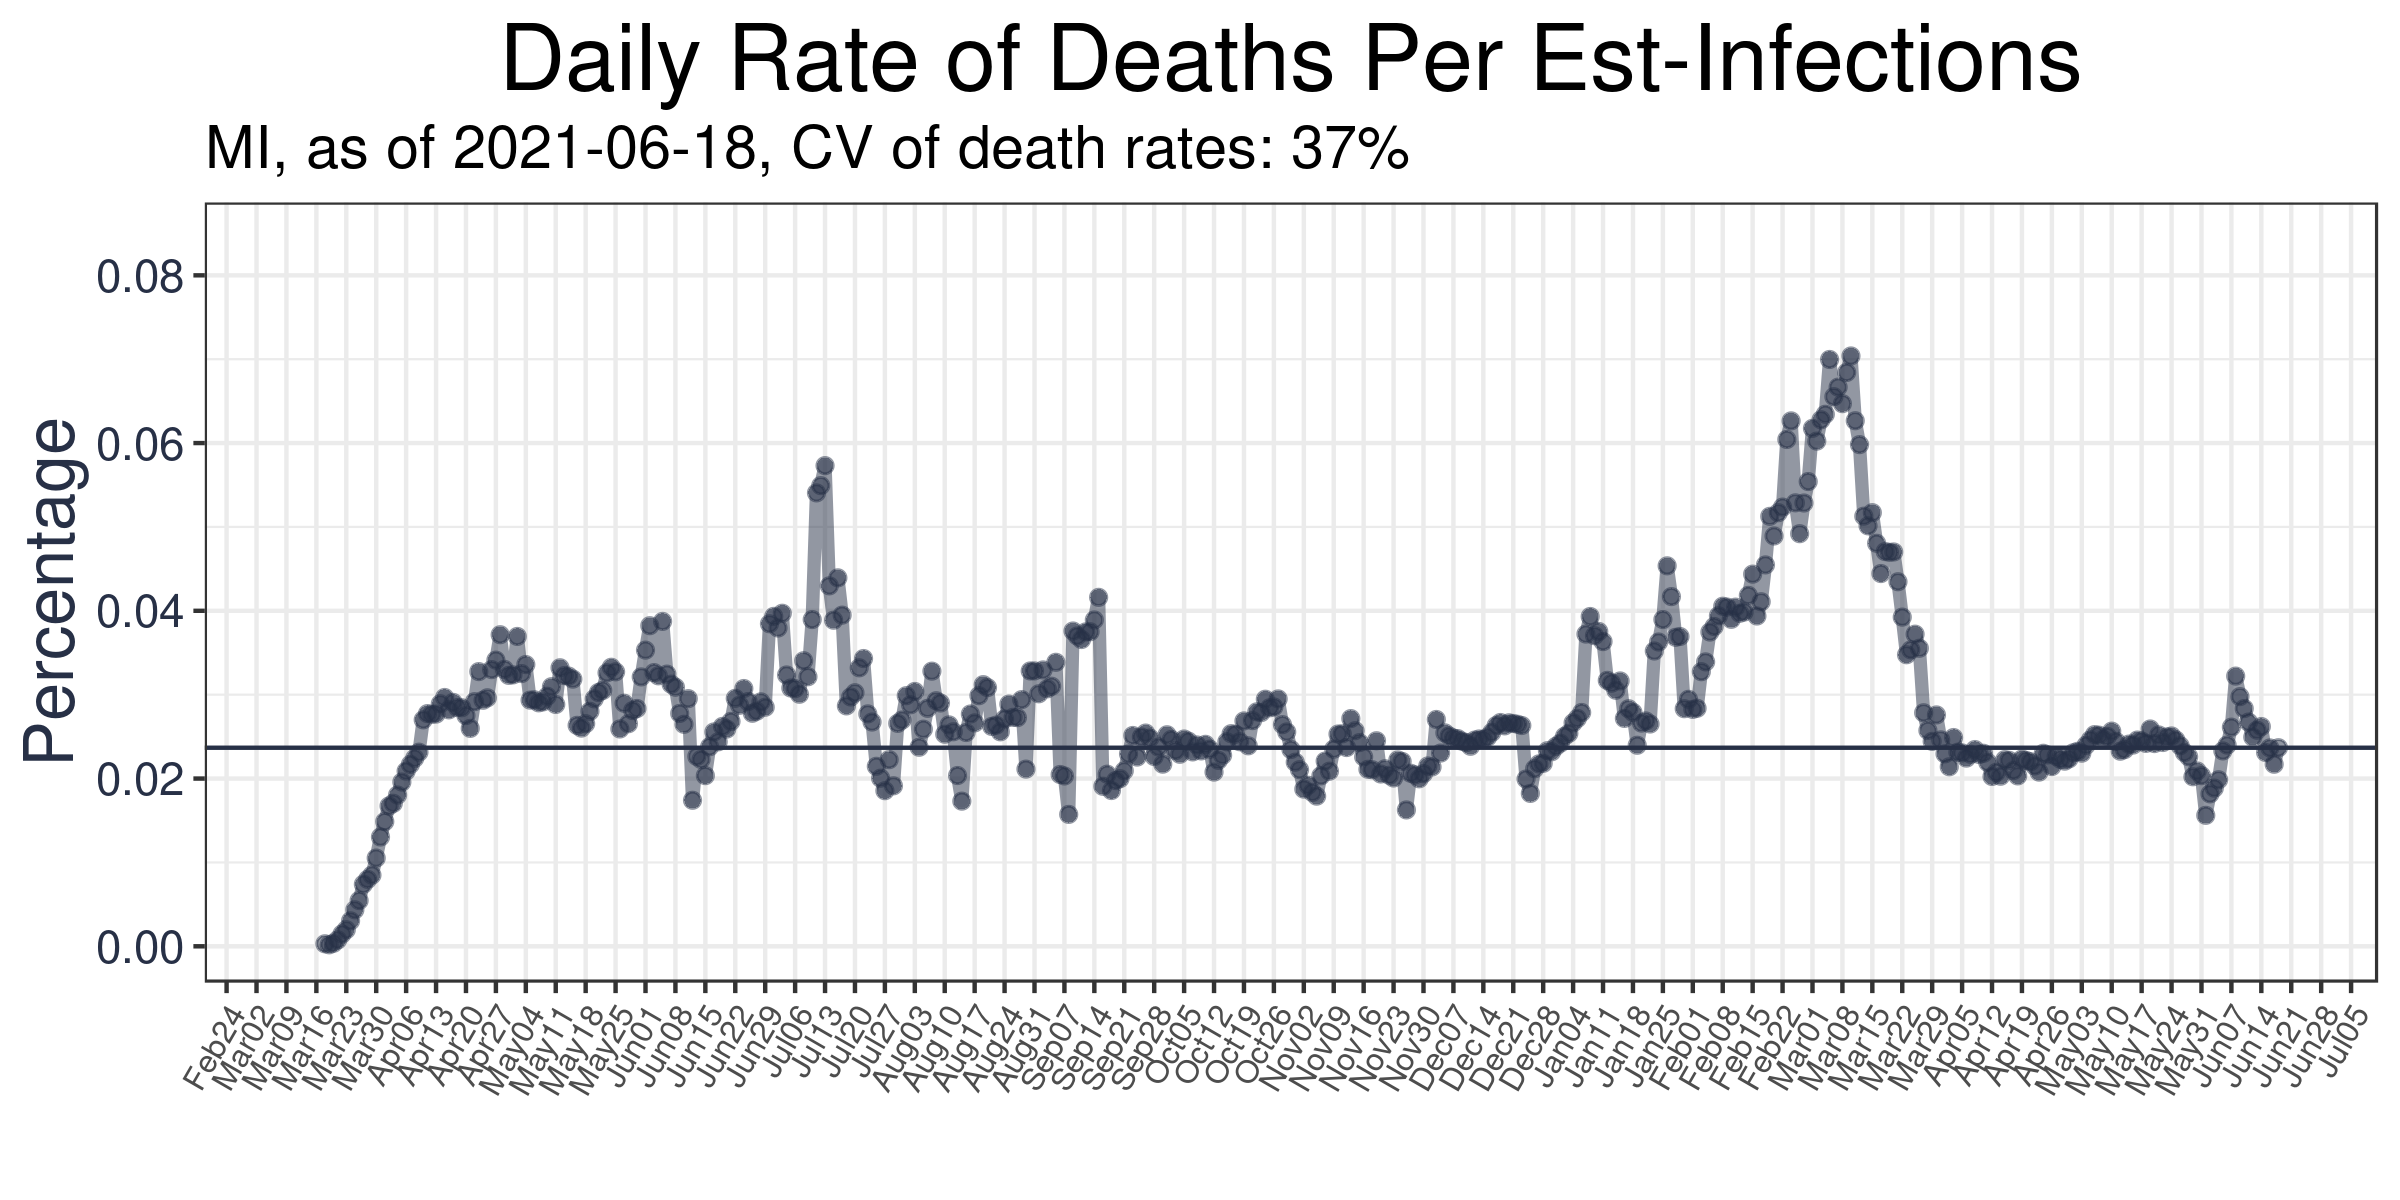 Daily Rate of Deaths Per Est-Infections
MI, as of 2021-06-18, CV of death rates: 37%
Percentage
0.08
0.06
0.04
0.02
0.00
Feb24
Mar02
Mar09
Mar16
Mar23
Mar30
Apr06
Apr13
Apr20
Apr27
May04
May11
May18
May25
Jun01
Jun08
Jun15
Jun22
Jun29
Jul06
Jul13
Jul20
Jul27
Aug03
Aug10
Aug17
Aug24
Aug31
Sep07
Sep14
Sep21
Sep28
Oct05
Oct12
Oct19
Oct26
Nov02
Nov09
Nov16
Nov23
Nov30
Dec07
Dec14
Dec21
Dec28
Jan04
Jan11
Jan18
Jan25
Feb01
Feb08
Feb15
Feb22
Mar01
Mar08
Mar15
Mar22
Mar29
Apr05
Apr12
Apr19
Apr26
May03
May10
May17
May24
May31
Jun07
Jun14
Jun21
Jun28
Jul05